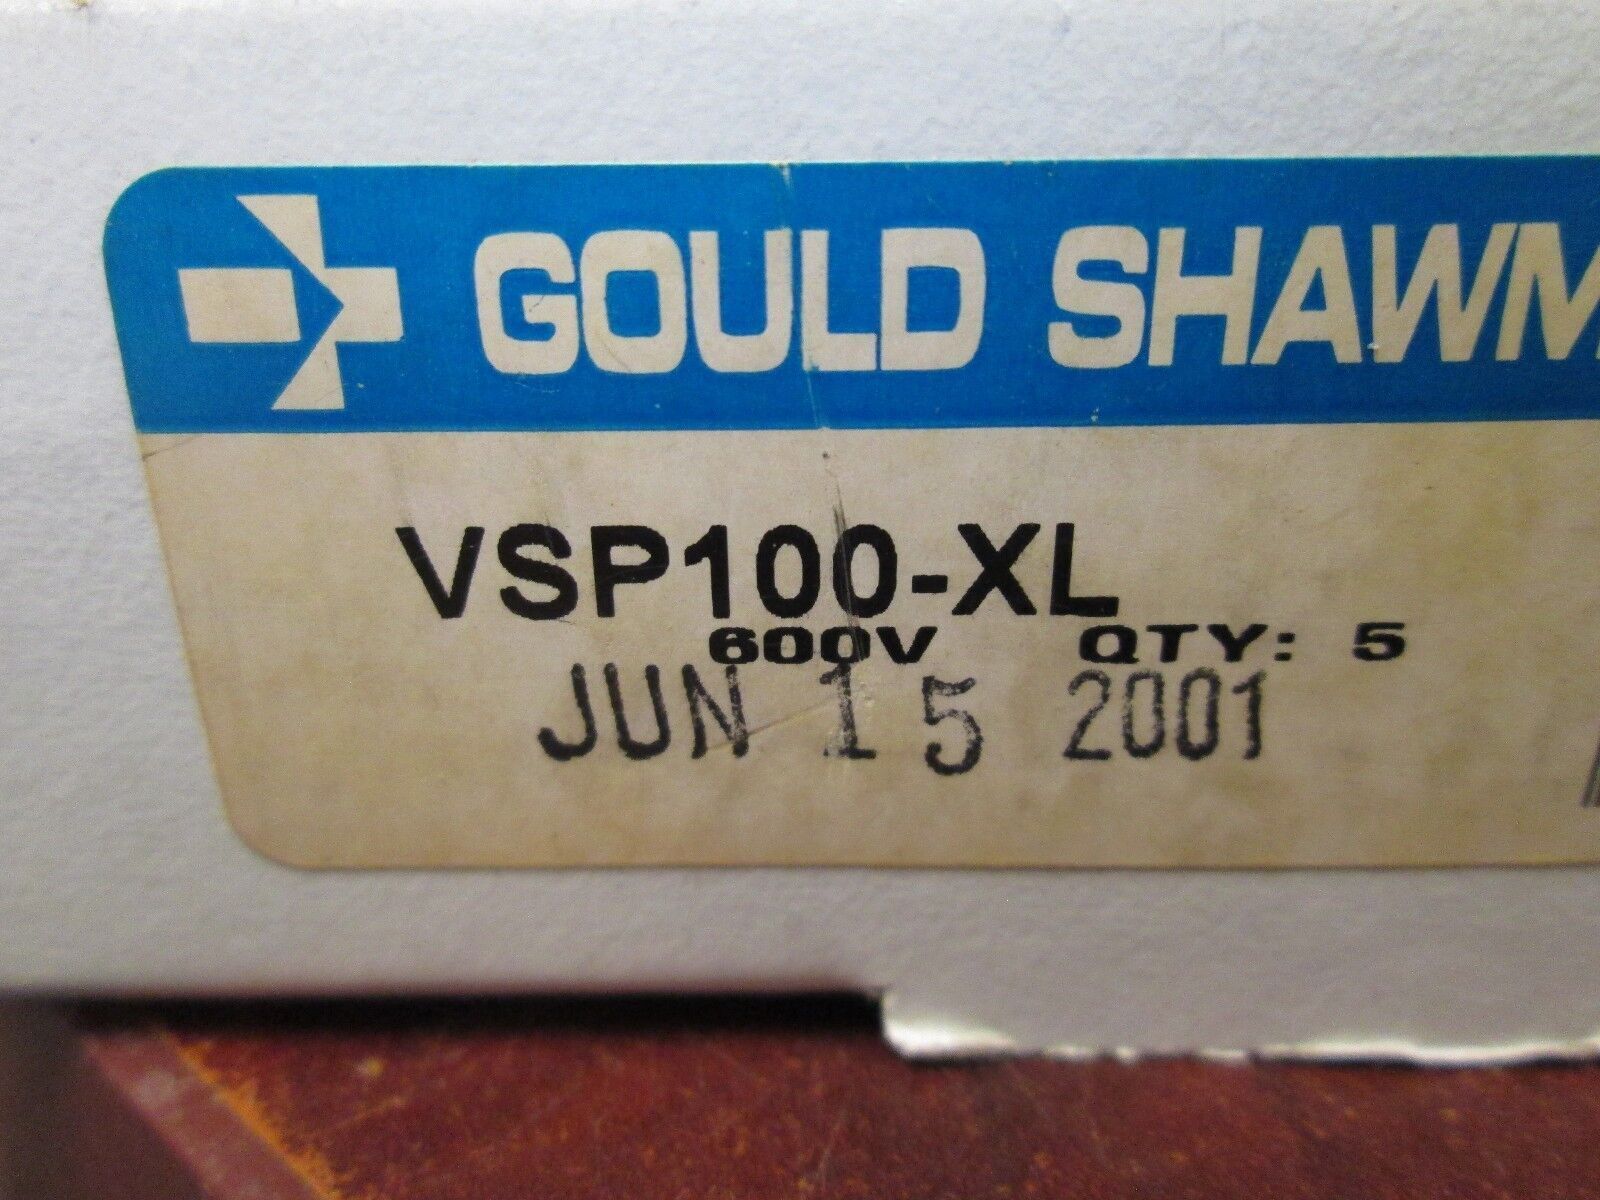 GOULD SHAWM
VSP100-XL
600V QTY: 5
JUN 15 2001